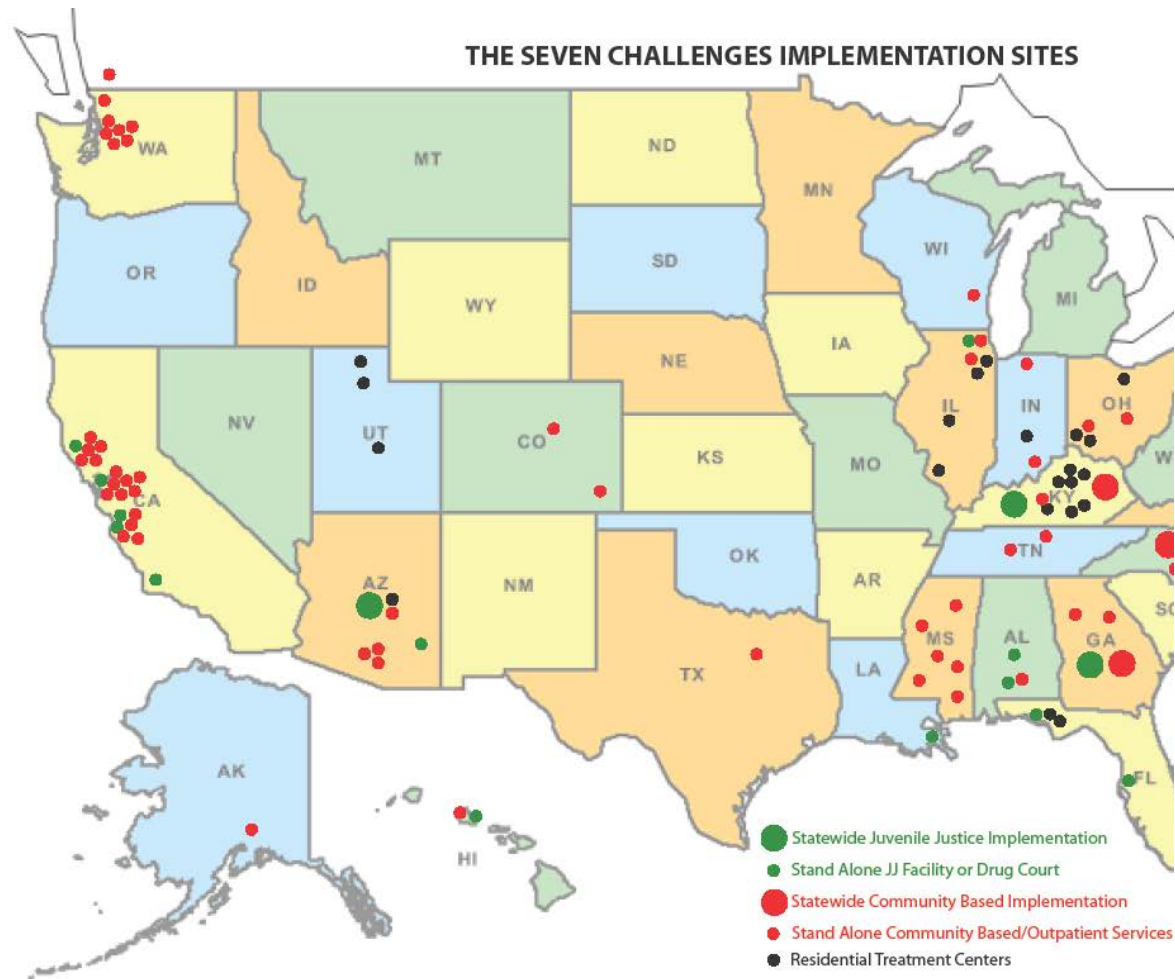 THE SEVEN CHALLENGES IMPLEMENTATION SITES
WA
MT
ND
MN
OR
ID
SD
WI
MI
WY
IA
NE
NV
UT
CO
KS
MO
IL
IN
OH
W
CA
KY
AZ
NM
OK
AR
TN
SC
MS
AL
GA
TX
LA
FL
AK
HI
Statewide Juvenile Justice Implementation
Stand Alone JJ Facility or Drug Court
Statewide Community Based Implementation
Stand Alone Community Based/Outpatient Services
Residential Treatment Centers